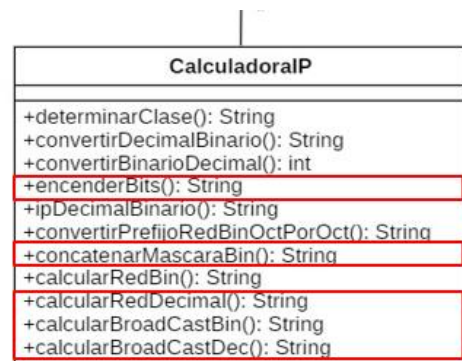 CalculadoraIP
+determinarClase(): String
+convertirDecimalBinario(): String
+convertirBinarioDecimal(): int
+encenderBits(): String
+ipDecimalBinario(): String
+convertirPrefijoRedBinOctPorOct(): String
+concatenarMascaraBin(): String
+calcularRedBin(): String
+calcularRedDecimal(): String
+calcularBroadCastBin(): String
+calcularBroadCastDec(): String